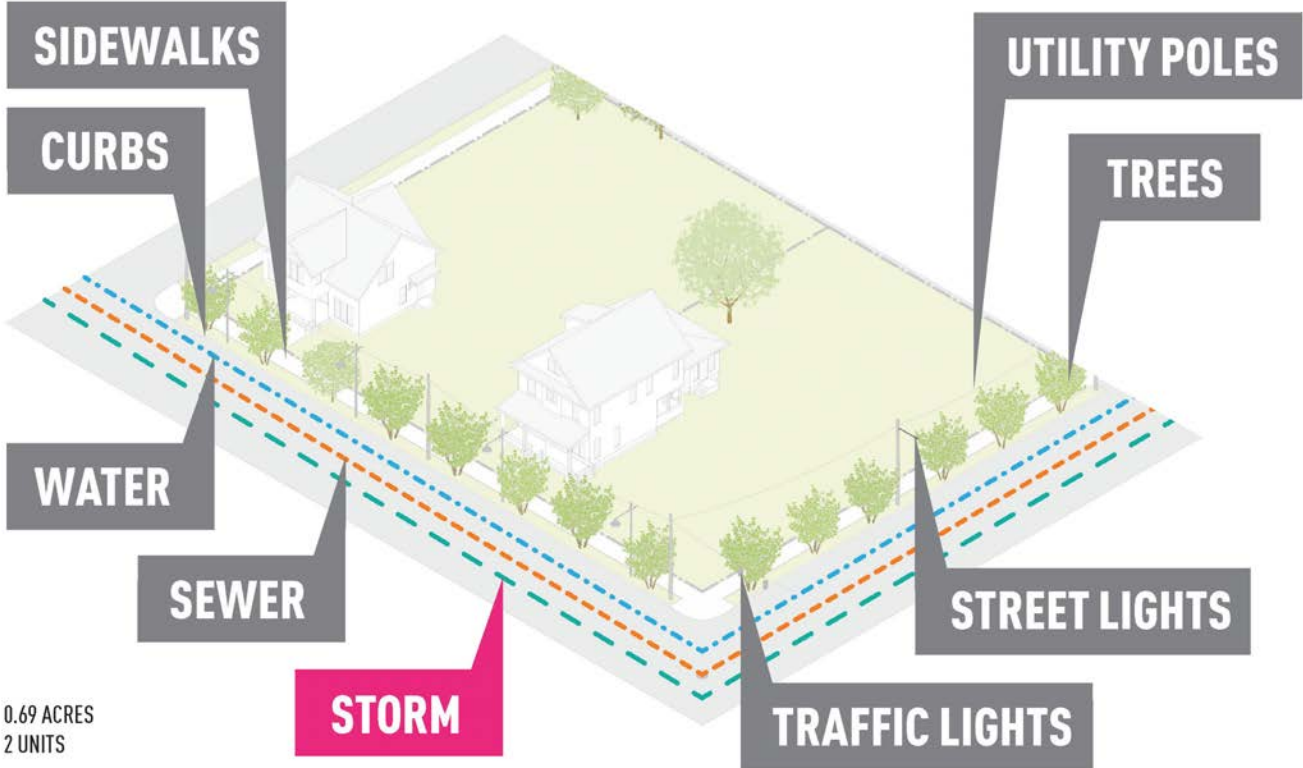 SIDEWALKS
UTILITY POLES
CURBS
TREES
WATER
SEWER
STREET LIGHTS
STORM
TRAFFIC LIGHTS
0.69 ACRES
2 UNITS